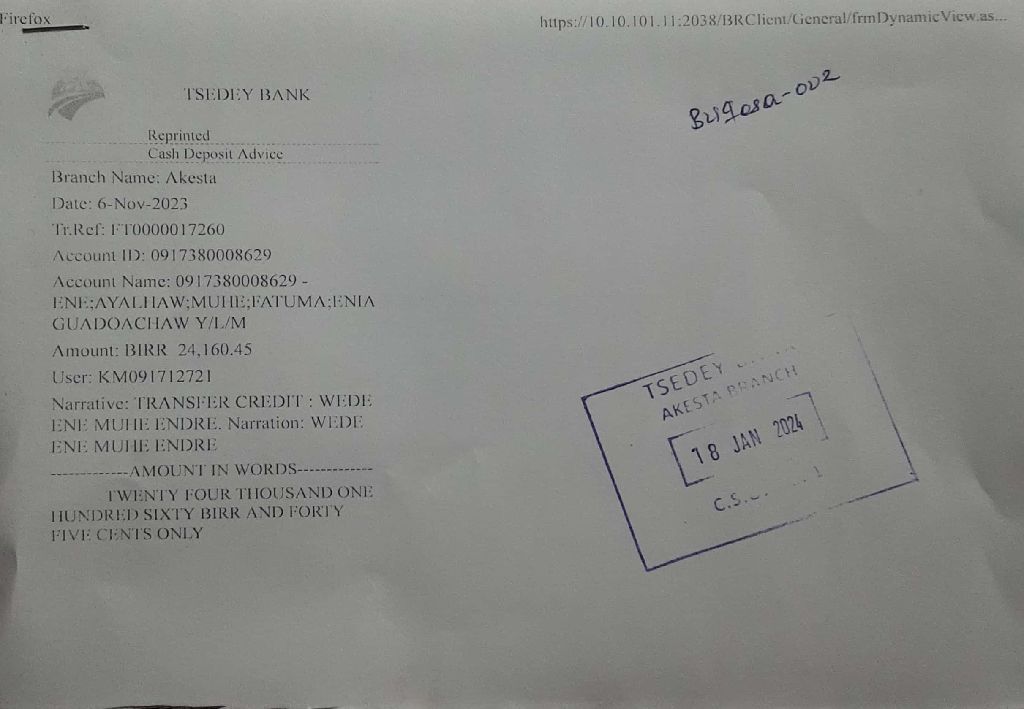 Firefox
https://10.10.101.11:2038/BRClient/General/frmDynamicView.as...
TSEDEY BANK
Reprinted
Cash Deposit Advice
Branch Name: Akesta
Date: 6-Nov-2023
Tr.Ref: FT0000017260
Account ID: 0917380008629
Account Name: 0917380008629 -
ENE;AYALHAW;MUHE;FATUMA;ENIA
GUADOACHAW Y/L/M
Amount: BIRR 24,160.45
User: KM091712721
Narrative: TRANSFER CREDIT : WEDE
ENE MUHE ENDRE. Narration: WEDE
ENE MUHE ENDRE
-------------AMOUNT IN WORDS-------------
TWENTY FOUR THOUSAND ONE
HUNDRED SIXTY BIRR AND FORTY
FIVE CENTS ONLY
TSEDEY
AKESTA BRANCH
18 JAN 2024